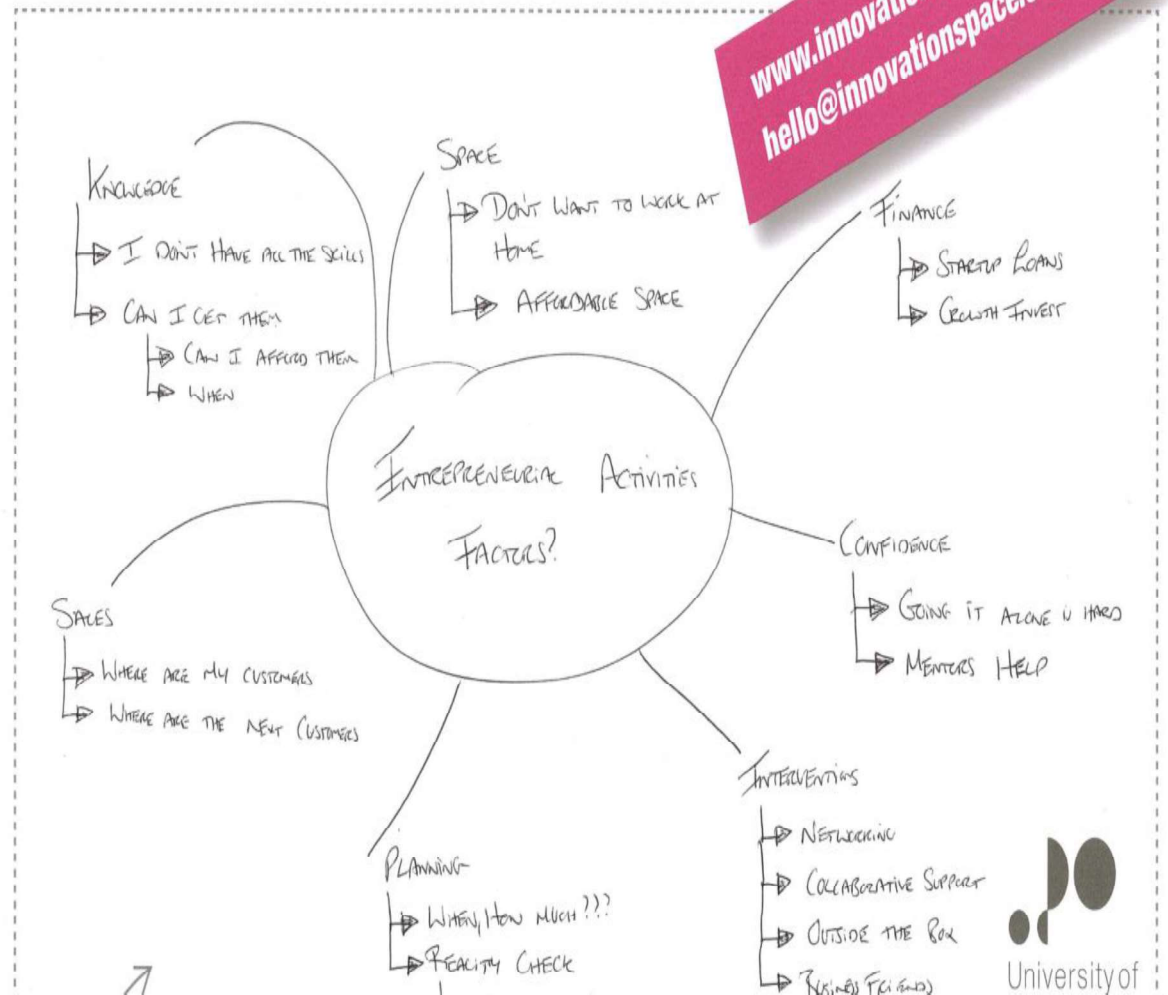 www.innovatio
hello@innovationspace.
KNOWLEDGE
I DON'T HAVE ALL THE SKILLS
CAN I GET THEM
CAN I AFFORD THEM
WHEN
SPACE
DON'T WANT TO WORK AT
HOME
AFFORDABLE SPACE
FINANCE
STARTUP LOANS
GROWTH INVEST
INTREPRENEURIAL ACTIVITIES
FACTORS?
CONFIDENCE
GOING IT ALONE IS HARD
MENTORS HELP
SALES
WHERE ARE MY CUSTOMERS
WHERE ARE THE NEXT CUSTOMERS
PLANNING
WHEN, HOW MUCH???
REALITY CHECK
INTERVENTIONS
NETWORKING
COLLABORATIVE SUPPORT
OUTSIDE THE BOX
BUSINESS FRIENDS
University of